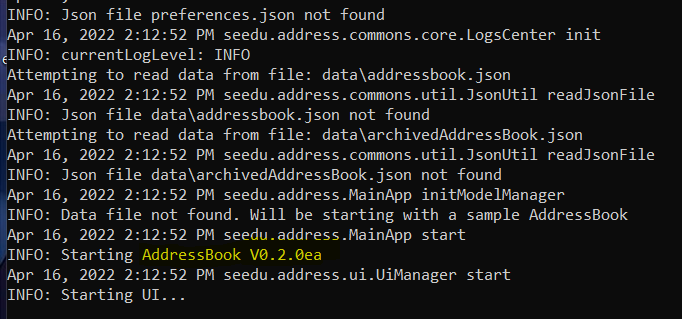 INFO: Json file preferences.json not found
Apr 16, 2022 2:12:52 PM seedu.address.commons.core.LogsCenter init
INFO: currentLogLevel: INFO
Attempting to read data from file: data\addressbook.json
Apr 16, 2022 2:12:52 PM seedu.address.commons.util.JsonUtil readJsonFile
INFO: Json file data\addressbook.json not found
Attempting to read data from file: data\archivedAddressBook.json
Apr 16, 2022 2:12:52 PM seedu.address.commons.util.JsonUtil readJsonFile
INFO: Json file data\archivedAddressBook.json not found
Apr 16, 2022 2:12:52 PM seedu.address.MainApp initModelManager
INFO: Data file not found. Will be starting with a sample AddressBook
Apr 16, 2022 2:12:52 PM seedu.address.MainApp start
INFO: Starting AddressBook V0.2.0ea
Apr 16, 2022 2:12:52 PM seedu.address.ui.UiManager start
INFO: Starting UI...